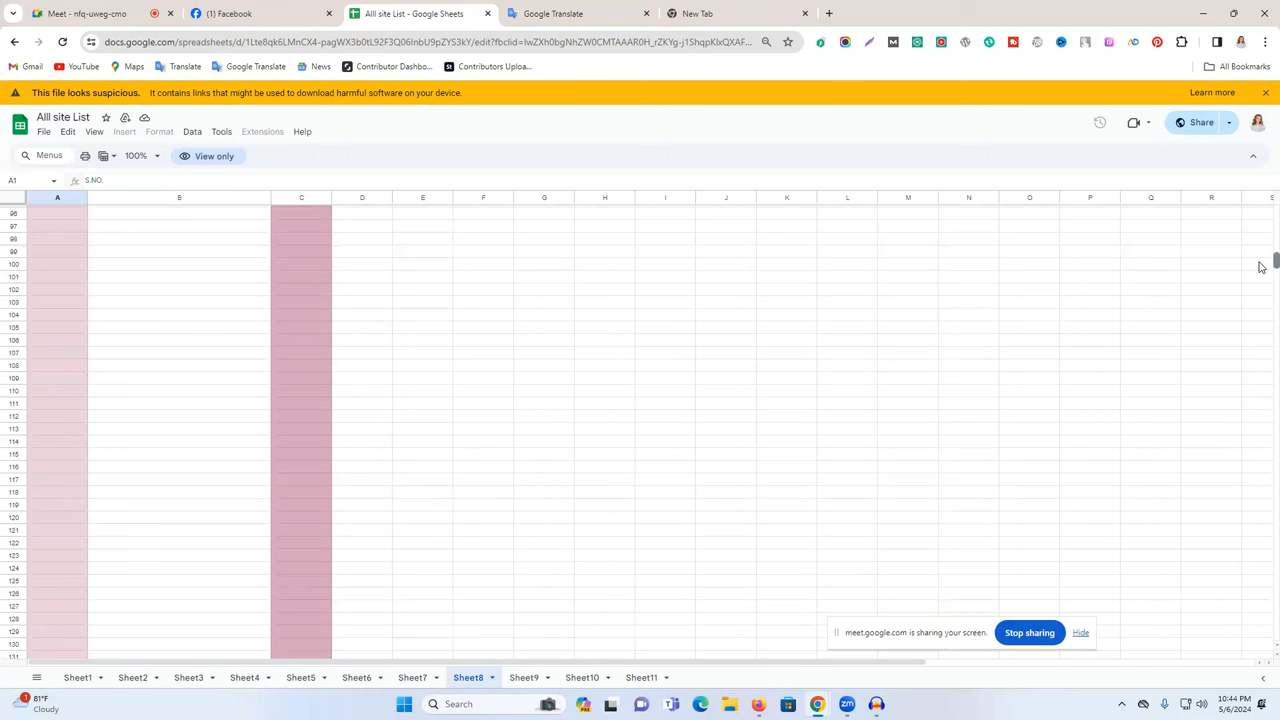 Meet - nfq-uweg-cmo
(1) Facebook
Alll site List - Google Sheets
Google Translate
New Tab
docs.google.com/spreadsheets/d/1Lte8qk6LMnCX4-pagWX3b0tL92F3Q06InbU9pZYS3kY/edit?fbclid=IwZXh0bgNhZW0CMTAAAR0H_rZKYg-j1ShqpKIxQXAF...
Gmail YouTube Maps Translate Google Translate News Contributor Dashbo... Contributors Uploa... All Bookmarks
This file looks suspicious. It contains links that might be used to download harmful software on your device. Learn more
Alll site List
File Edit View Insert Format Data Tools Extensions Help
Share
Menus 100% View only
A1 S.NO.
A B C D E F G H I J K L M N O P Q R S
96
97
98
99
100
101
102
103
104
105
106
107
108
109
110
111
112
113
114
115
116
117
118
119
120
121
122
123
124
125
126
127
128
129
130
131
meet.google.com is sharing your screen. Stop sharing Hide
Sheet1 Sheet2 Sheet3 Sheet4 Sheet5 Sheet6 Sheet7 Sheet8 Sheet9 Sheet10 Sheet11
1 81°F
Cloudy
Search
10:44 PM
5/6/2024